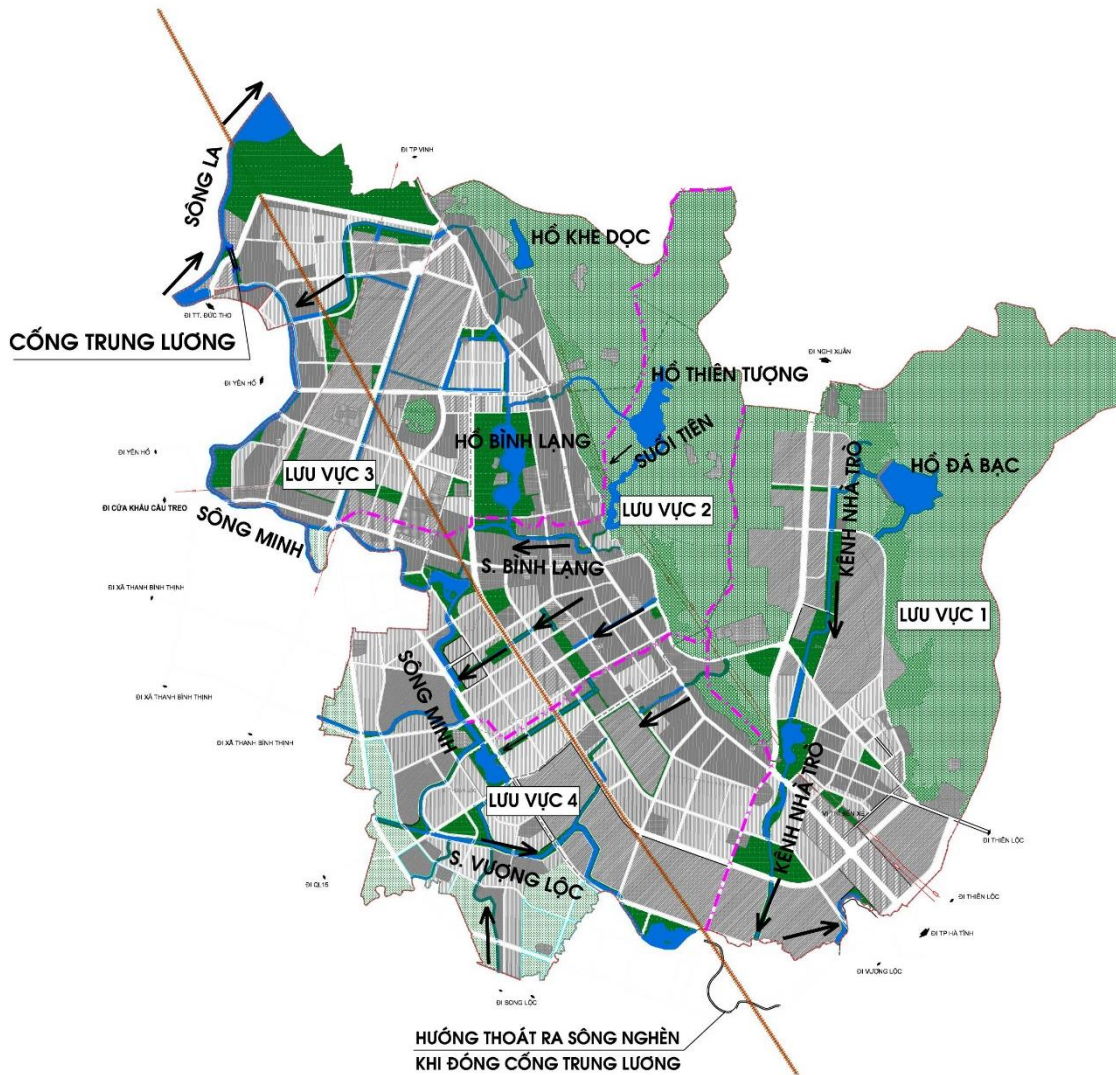 ĐI TP VINH
SÔNG LA
HỒ KHE DỌC
ĐI TT. ĐỨC THỌ
CỐNG TRUNG LƯƠNG
ĐI NGHI XUÂN
ĐI YÊN HỒ
HỒ THIÊN TƯỢNG
HỒ BÌNH LẠNG
SUỐI TIÊN
ĐI YÊN HỒ
LƯU VỰC 3
HỒ ĐÁ BẠC
KÊNH NHÀ TRÒ
ĐI CỬA KHẨU CẦU TREO
SÔNG MINH
LƯU VỰC 2
S. BÌNH LẠNG
ĐI XÃ THANH BÌNH THỊNH
LƯU VỰC 1
SÔNG MINH
ĐI XÃ THANH BÌNH THỊNH
ĐI XÃ THANH BÌNH THỊNH
KÊNH NHÀ TRÒ
LƯU VỰC 4
ĐI THIÊN LỘC
S. VƯỢNG LỘC
ĐI QL15
ĐI THIÊN LỘC
ĐI TP HÀ TĨNH
ĐI VƯỢNG LỘC
ĐI SONG LỘC
HƯỚNG THOÁT RA SÔNG NGHÈN
KHI ĐÓNG CỐNG TRUNG LƯƠNG